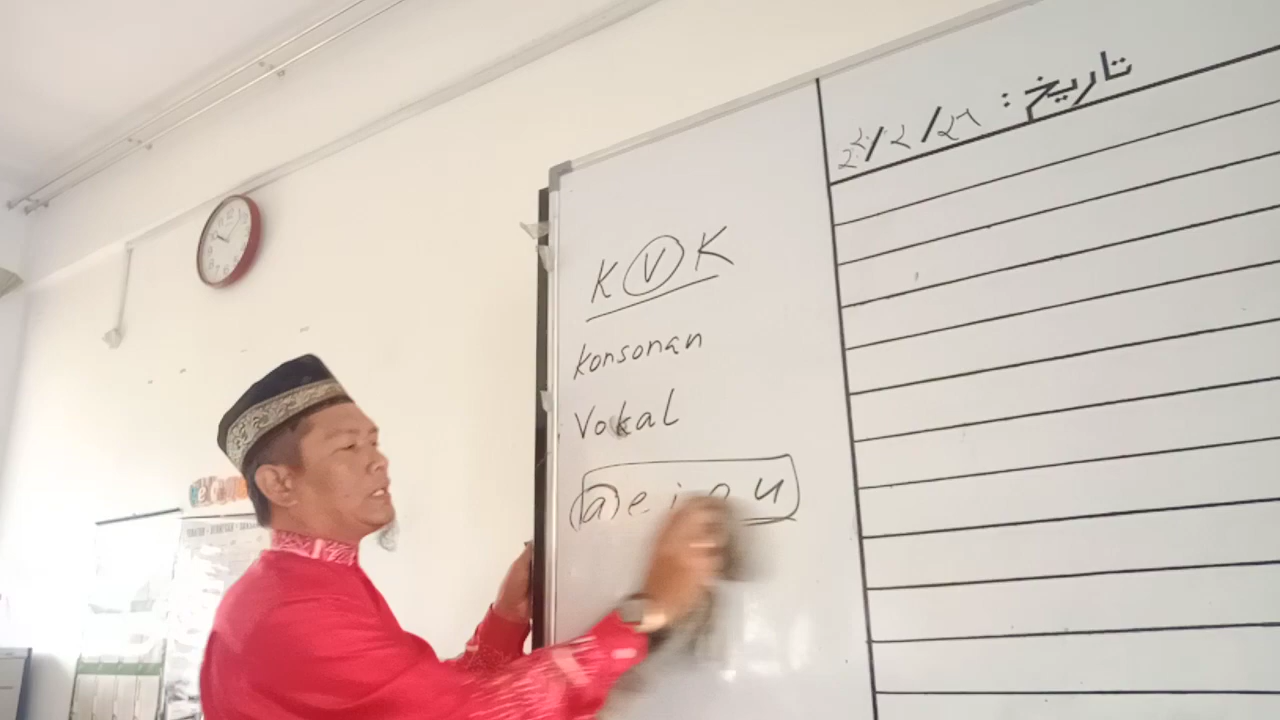 K V K
Konsonan
Vokal
a e i o u
تاريخ :